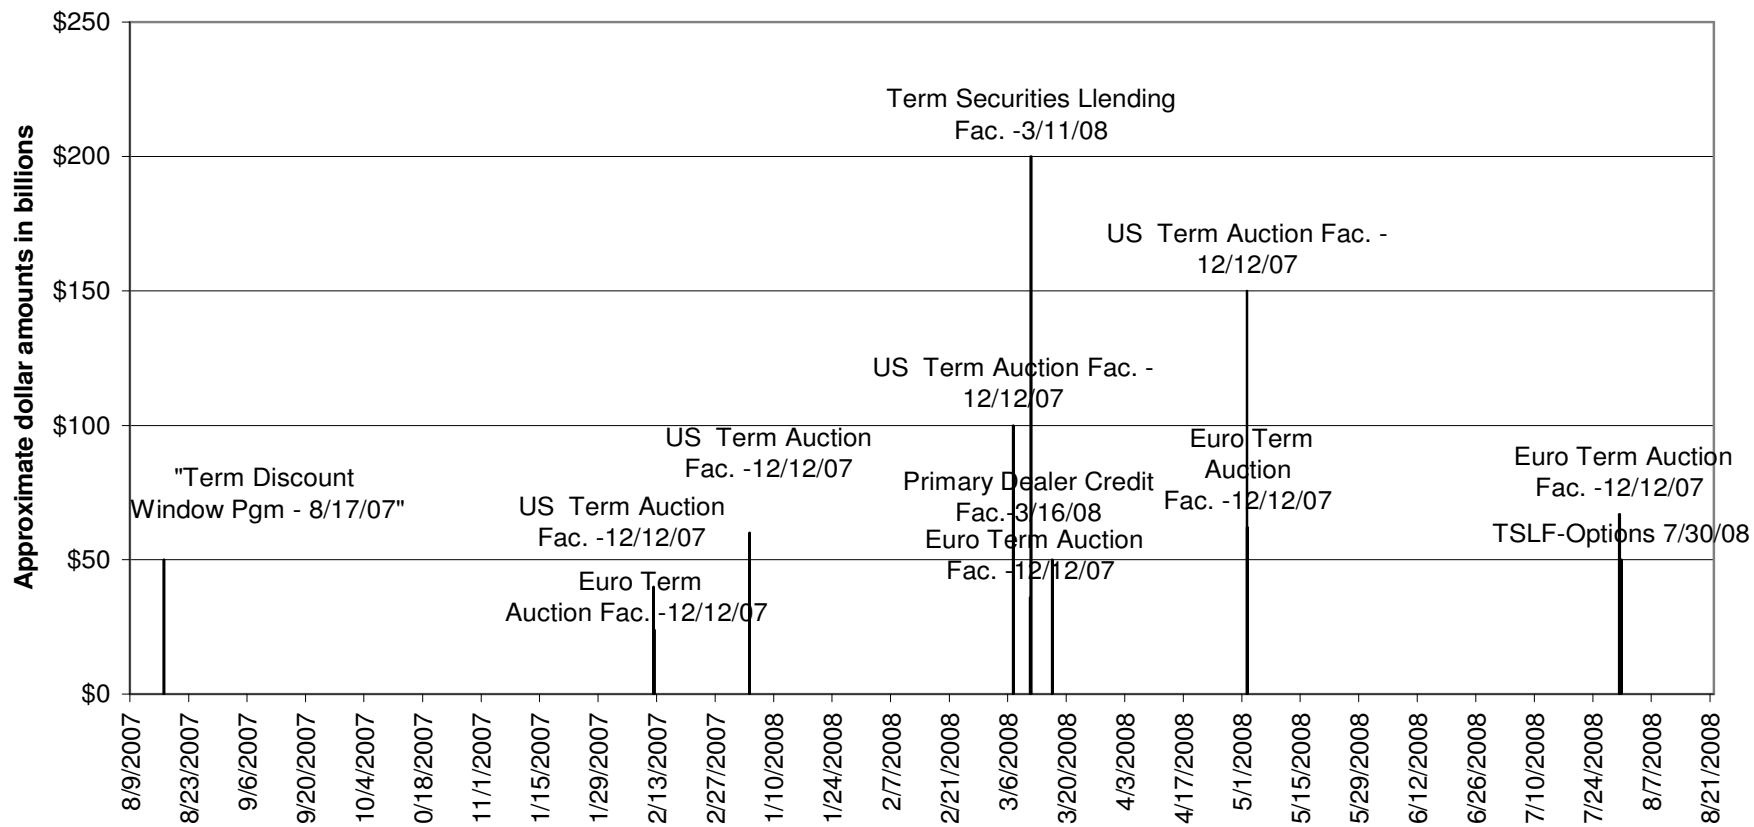 Approximate dollar amounts in billions
$250
$200
$150
$100
$50
$0
Term Securities Llending
Fac. -3/11/08
US Term Auction Fac. -
12/12/07
US Term Auction Fac. -
12/12/07
US Term Auction
Fac. -12/12/07
Euro Term
Auction
Fac. -12/12/07
Euro Term Auction
Fac. -12/12/07
"Term Discount
Window Pgm - 8/17/07"
Primary Dealer Credit
Fac.-3/16/08
US Term Auction
Fac. -12/12/07
TSLF-Options 7/30/08
Euro Term Auction
Fac. -12/12/07
Euro Term
Auction Fac. -12/12/07
8/9/2007
8/23/2007
9/6/2007
9/20/2007
10/4/2007
0/18/2007
11/1/2007
1/15/2007
1/29/2007
2/13/2007
2/27/2007
1/10/2008
1/24/2008
2/7/2008
2/21/2008
3/6/2008
3/20/2008
4/3/2008
4/17/2008
5/1/2008
5/15/2008
5/29/2008
6/12/2008
6/26/2008
7/10/2008
7/24/2008
8/7/2008
8/21/2008